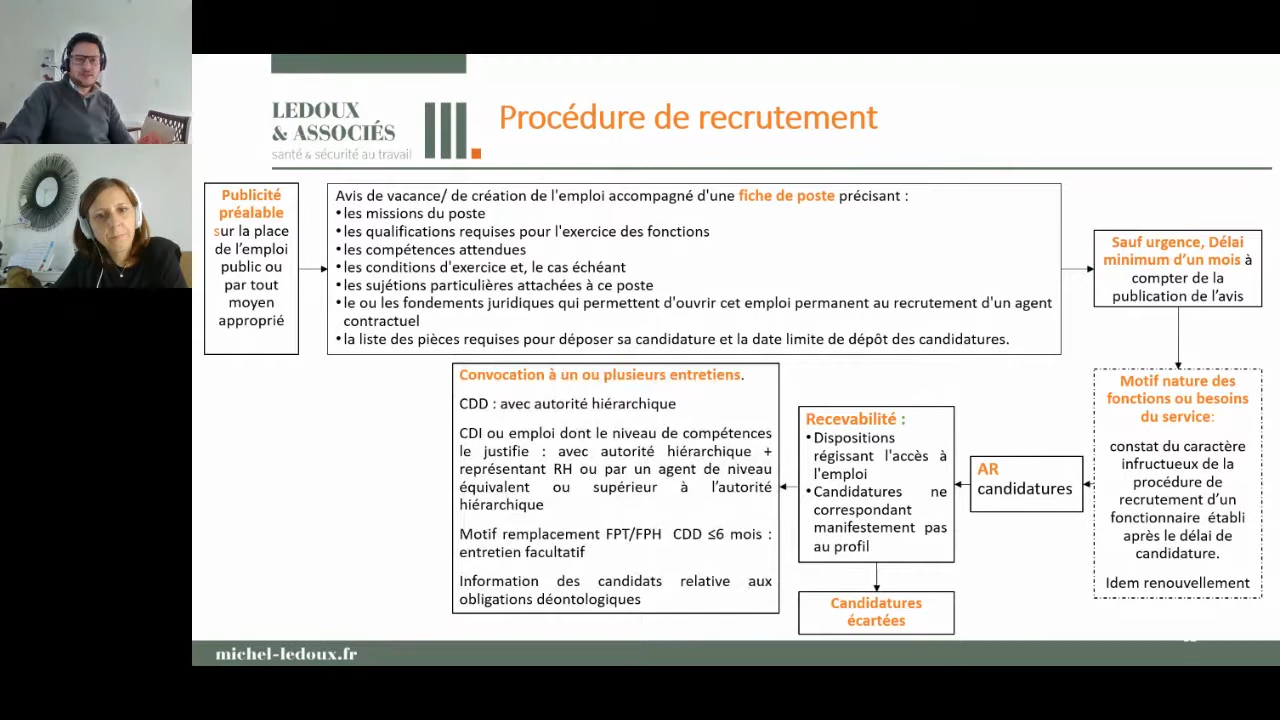 LEDOUX
& ASSOCIÉS
santé & sécurité au travail
Procédure de recrutement
Publicité
préalable
sur la place
de l'emploi
public ou
par tout
moyen
approprié
Avis de vacance/ de création de l'emploi accompagné d'une fiche de poste précisant :
•les missions du poste
•les qualifications requises pour l'exercice des fonctions
•les compétences attendues
•les conditions d'exercice et, le cas échéant
•les sujétions particulières attachées à ce poste
•le ou les fondements juridiques qui permettent d'ouvrir cet emploi permanent au recrutement d'un agent
contractuel
•la liste des pièces requises pour déposer sa candidature et la date limite de dépôt des candidatures.
Sauf urgence, Délai
minimum d'un mois à
compter de la
publication de l'avis
Motif nature des
fonctions ou besoins
du service:
constat du caractère
infructueux de la
procédure de
recrutement d'un
fonctionnaire établi
après le délai de
candidature.
Idem renouvellement
AR
candidatures
Recevabilité :
•Dispositions
régissant l'accès à
l'emploi
•Candidatures ne
correspondant
manifestement pas
au profil
Candidatures
écartées
Convocation à un ou plusieurs entretiens.
CDD : avec autorité hiérarchique
CDI ou emploi dont le niveau de compétences
le justifie : avec autorité hiérarchique +
représentant RH ou par un agent de niveau
équivalent ou supérieur à l'autorité
hiérarchique
Motif remplacement FPT/FPH CDD ≤6 mois :
entretien facultatif
Information des candidats relative aux
obligations déontologiques
michel-ledoux.fr